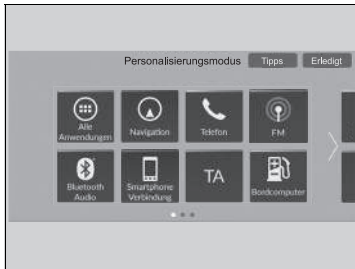 Personalisierungsmodus Tipps Erledigt
Alle
Anwendungen
Navigation
Telefon
FM
Bluetooth
Audio
Smartphone
Verbindung
TA
Bordcomputer